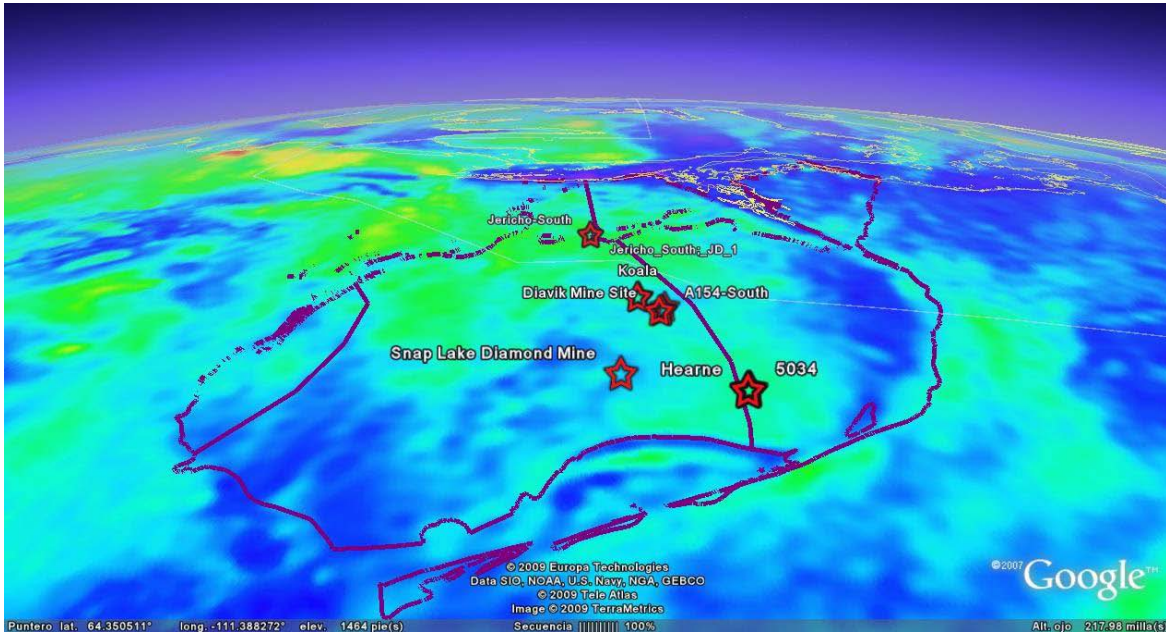 Jericho-South
Jericho_South;_JD_1
Koala
Diavik Mine Site
A154-South
Snap Lake Diamond Mine
Hearne
5034
© 2009 Europa Technologies
Data SIO, NOAA, U.S. Navy, NGA, GEBCO
© 2009 Tele Atlas
Image © 2009 TerraMetrics
©2007 Google™
Puntero lat. 64.350511° long. -111.388272° elev. 1464 pie(s) Secuencia |||||||||| 100% Alt. ojo 217.98 milla(s)